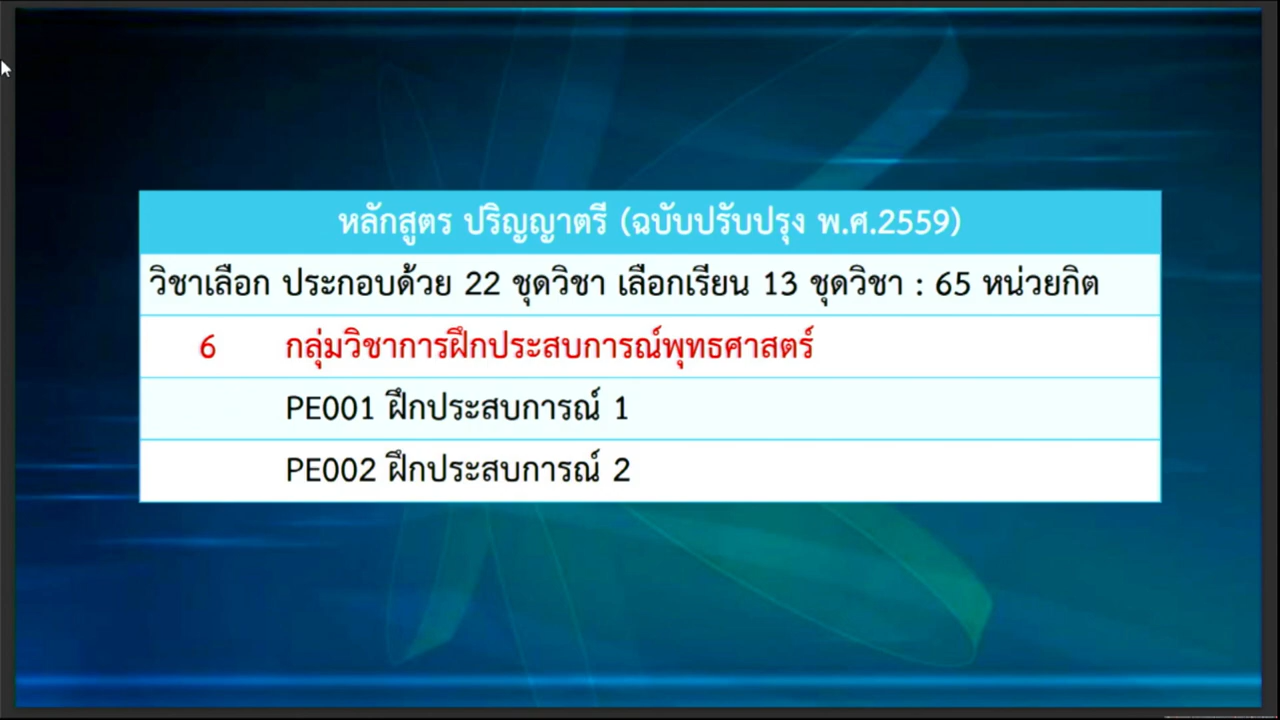 หลักสูตร ปริญญาตรี (ฉบับปรับปรุง พ.ศ.2559)
วิชาเลือก ประกอบด้วย 22 ชุดวิชา เลือกเรียน 13 ชุดวิชา : 65 หน่วยกิต
6 กลุ่มวิชาการฝึกประสบการณ์พุทธศาสตร์
PE001 ฝึกประสบการณ์ 1
PE002 ฝึกประสบการณ์ 2